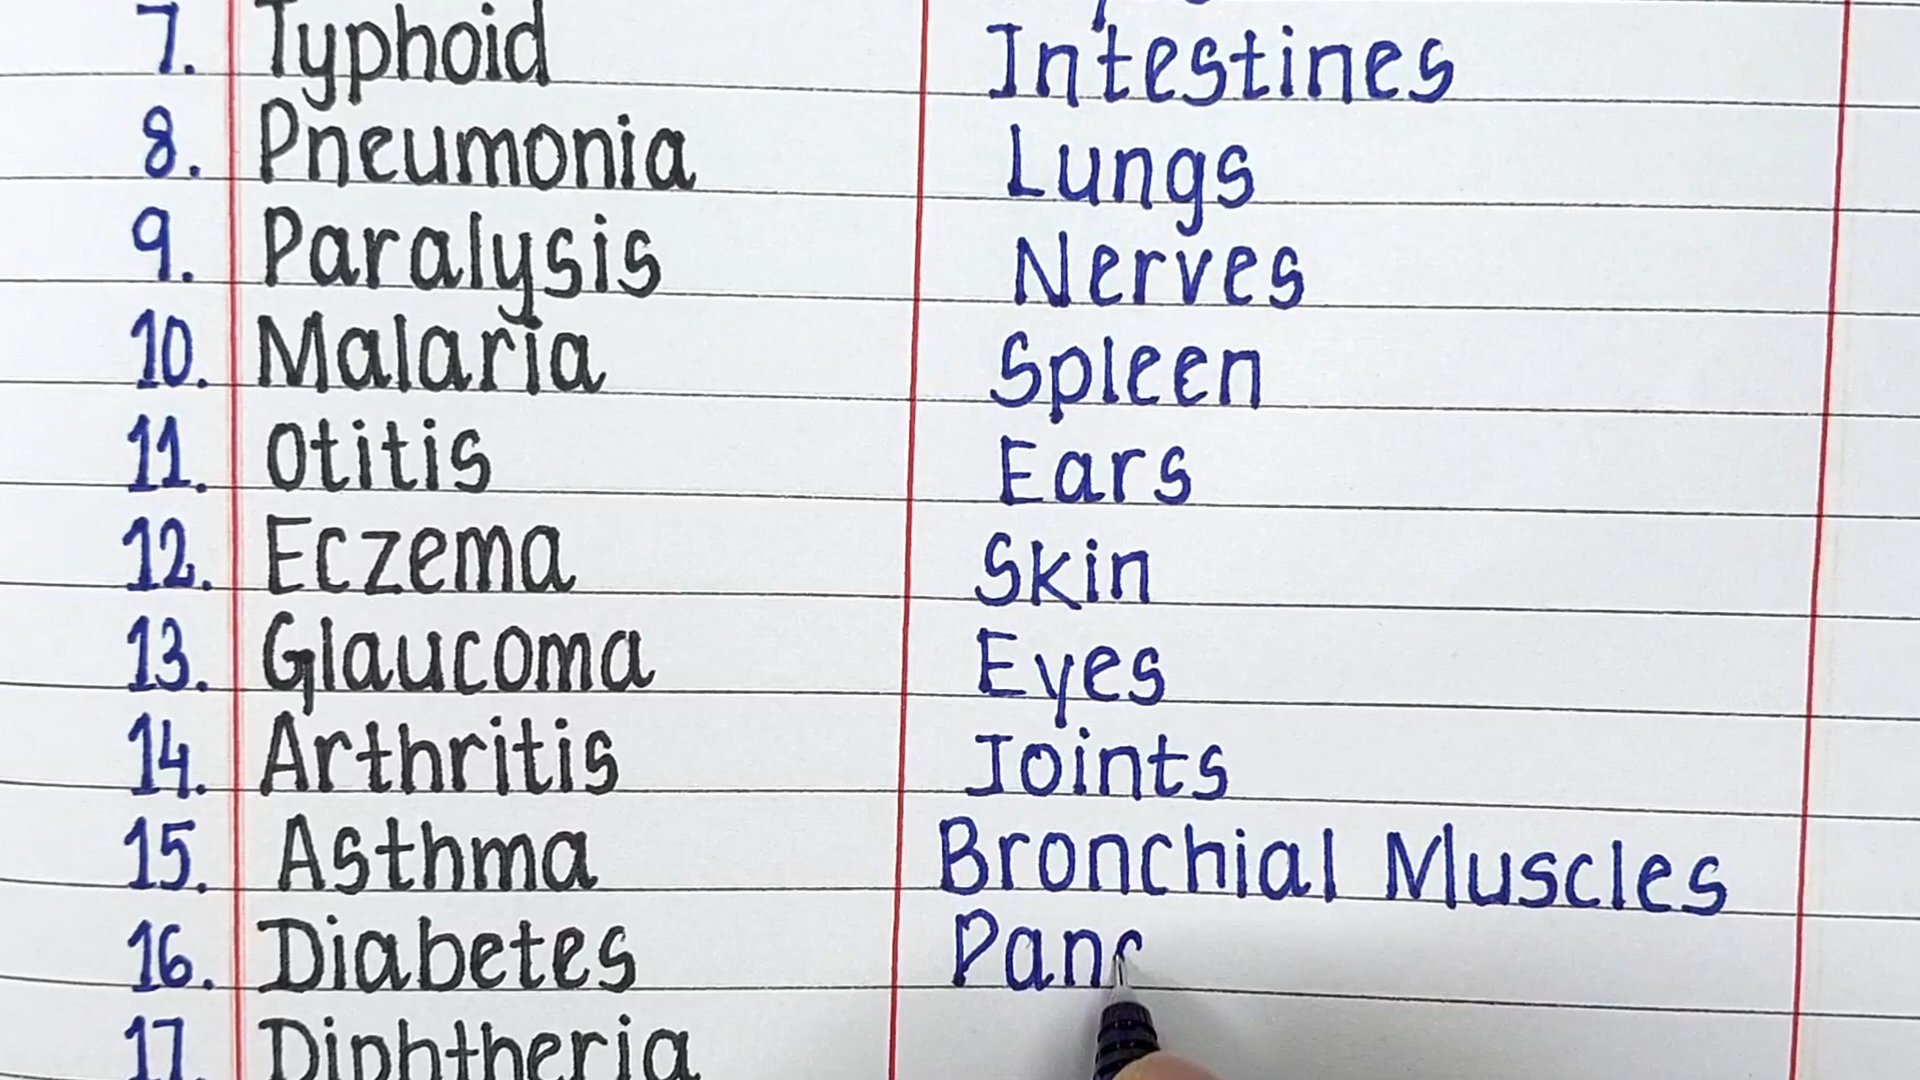 7. Typhoid Intestines
8. Pneumonia Lungs
9. Paralysis Nerves
10. Malaria Spleen
11. Otitis Ears
12. Eczema Skin
13. Glaucoma Eyes
14. Arthritis Joints
15. Asthma Bronchial Muscles
16. Diabetes Panc
17. Diphtheria